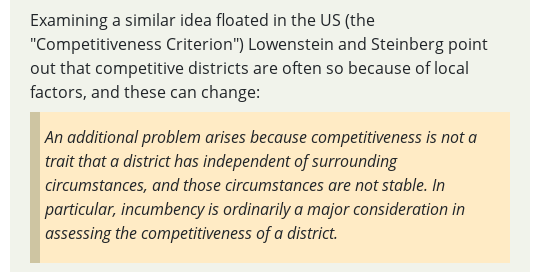 Examining a similar idea floated in the US (the
"Competitiveness Criterion") Lowenstein and Steinberg point
out that competitive districts are often so because of local
factors, and these can change:
An additional problem arises because competitiveness is not a
trait that a district has independent of surrounding
circumstances, and those circumstances are not stable. In
particular, incumbency is ordinarily a major consideration in
assessing the competitiveness of a district.